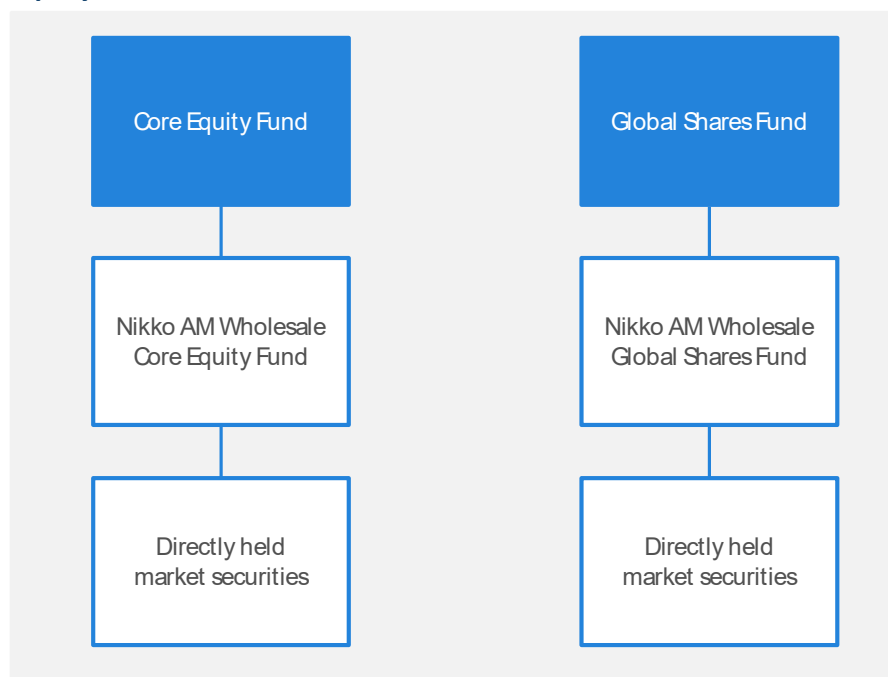 Core Equity Fund
Global Shares Fund
Nikko AM Wholesale
Core Equity Fund
Nikko AM Wholesale
Global Shares Fund
Directly held
market securities
Directly held
market securities